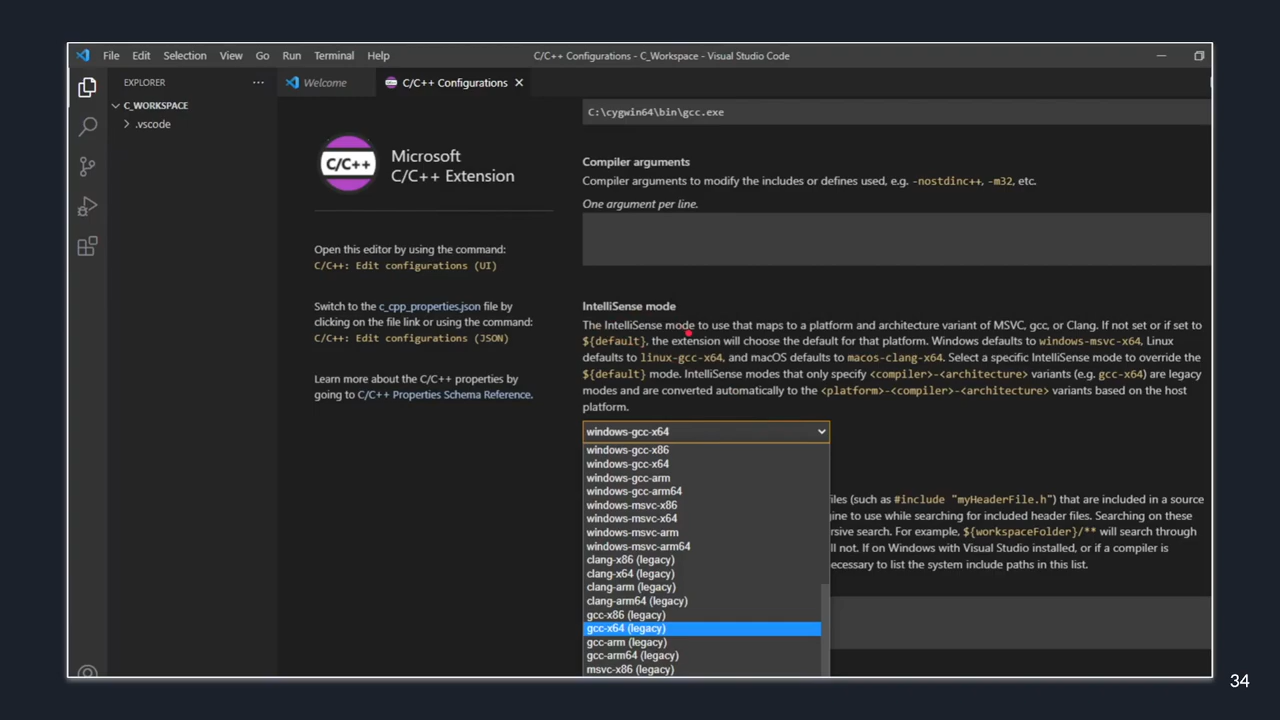 File Edit Selection View Go Run Terminal Help
C/C++ Configurations - C_Workspace - Visual Studio Code
EXPLORER
Welcome
C/C++ Configurations
C_WORKSPACE
.vscode
C/C++
Microsoft
C/C++ Extension
Open this editor by using the command:
C/C++: Edit configurations (UI)
Switch to the c_cpp_properties.json file by
clicking on the file link or using the command:
C/C++: Edit configurations (JSON)
Learn more about the C/C++ properties by
going to C/C++ Properties Schema Reference.
C:\cygwin64\bin\gcc.exe
Compiler arguments
Compiler arguments to modify the includes or defines used, e.g. -nostdinc++, -m32, etc.
One argument per line.
IntelliSense mode
The IntelliSense mode to use that maps to a platform and architecture variant of MSVC, gcc, or Clang. If not set or if set to
${default}, the extension will choose the default for that platform. Windows defaults to windows-msvc-x64, Linux
defaults to linux-gcc-x64, and macOS defaults to macos-clang-x64. Select a specific IntelliSense mode to override the
${default} mode. IntelliSense modes that only specify <compiler>-<architecture> variants (e.g. gcc-x64) are legacy
modes and are converted automatically to the <platform>-<compiler>-<architecture> variants based on the host
platform.
windows-gcc-x64
windows-gcc-x86
windows-gcc-x64
windows-gcc-arm
windows-gcc-arm64
windows-msvc-x86
windows-msvc-x64
windows-msvc-arm
windows-msvc-arm64
clang-x86 (legacy)
clang-x64 (legacy)
clang-arm (legacy)
clang-arm64 (legacy)
gcc-x86 (legacy)
gcc-x64 (legacy)
gcc-arm (legacy)
gcc-arm64 (legacy)
msvc-x86 (legacy)
iles (such as #include "myHeaderFile.h") that are included in a source
ine to use while searching for included header files. Searching on these
rsive search. For example, ${workspaceFolder}/** will search through
ll not. If on Windows with Visual Studio installed, or if a compiler is
ecessary to list the system include paths in this list.
34